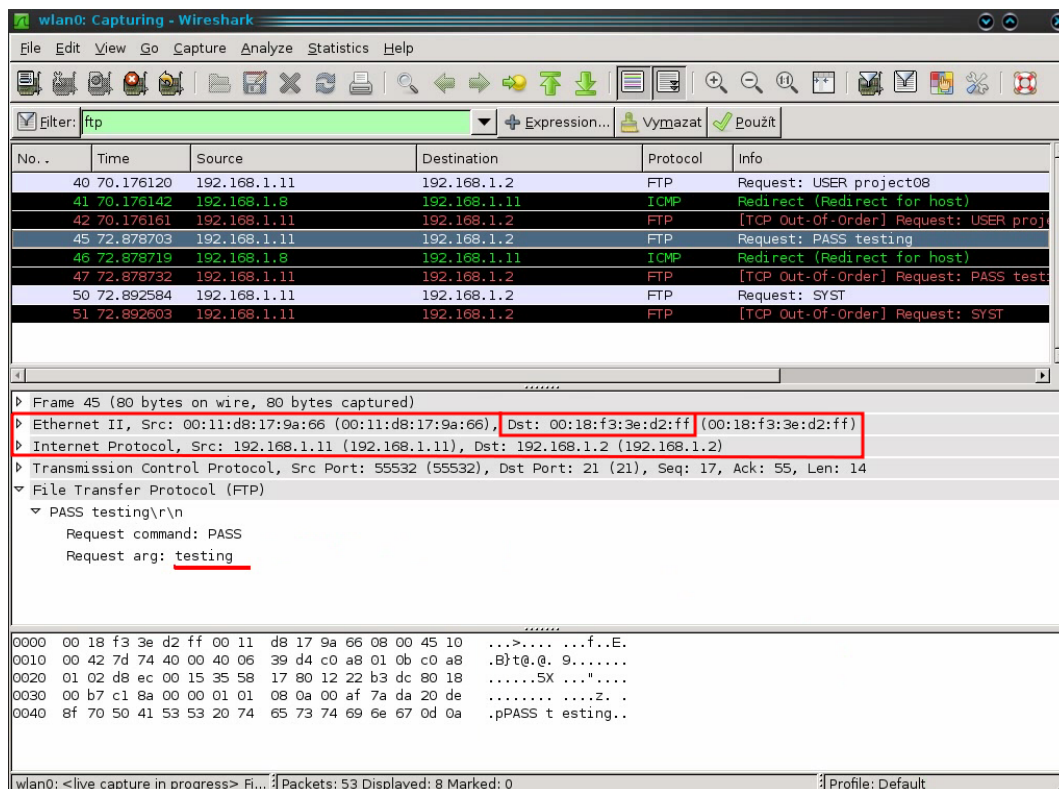 wlan0: Capturing - Wireshark
File Edit View Go Capture Analyze Statistics Help
Filter: ftp Expression... Vymazat Použít
No. . Time Source Destination Protocol Info
40 70.176120 192.168.1.11 192.168.1.2 FTP Request: USER project08
41 70.176142 192.168.1.8 192.168.1.11 ICMP Redirect (Redirect for host)
42 70.176161 192.168.1.11 192.168.1.2 FTP [TCP Out-Of-Order] Request: USER proje
45 72.878703 192.168.1.11 192.168.1.2 FTP Request: PASS testing
46 72.878719 192.168.1.8 192.168.1.11 ICMP Redirect (Redirect for host)
47 72.878732 192.168.1.11 192.168.1.2 FTP [TCP Out-Of-Order] Request: PASS testi
50 72.892584 192.168.1.11 192.168.1.2 FTP Request: SYST
51 72.892603 192.168.1.11 192.168.1.2 FTP [TCP Out-Of-Order] Request: SYST
Frame 45 (80 bytes on wire, 80 bytes captured)
Ethernet II, Src: 00:11:d8:17:9a:66 (00:11:d8:17:9a:66), Dst: 00:18:f3:3e:d2:ff (00:18:f3:3e:d2:ff)
Internet Protocol, Src: 192.168.1.11 (192.168.1.11), Dst: 192.168.1.2 (192.168.1.2)
Transmission Control Protocol, Src Port: 55532 (55532), Dst Port: 21 (21), Seq: 17, Ack: 55, Len: 14
File Transfer Protocol (FTP)
PASS testing\r\n
Request command: PASS
Request arg: testing
0000 00 18 f3 3e d2 ff 00 11 d8 17 9a 66 08 00 45 10 ...>.... ...f..E.
0010 00 42 7d 74 40 00 40 06 39 d4 c0 a8 01 0b c0 a8 .B}t@.@. 9.......
0020 01 02 d8 ec 00 15 35 58 17 80 12 22 b3 dc 80 18 ......5X ..."....
0030 00 b7 c1 8a 00 00 01 01 08 0a 00 af 7a da 20 de ........ ....z. .
0040 8f 70 50 41 53 53 20 74 65 73 74 69 6e 67 0d 0a .pPASS t esting..
wlan0: <live capture in progress> Fi... Packets: 53 Displayed: 8 Marked: 0 Profile: Default